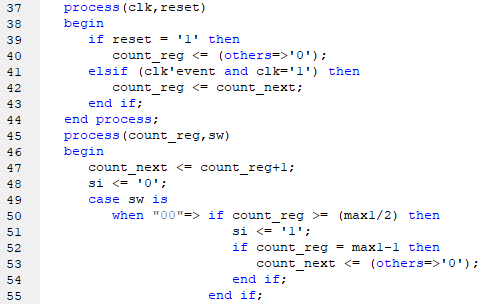 37 process(clk,reset)
38 begin
39 if reset = '1' then
40 count_reg <= (others=>'0');
41 elsif (clk'event and clk='1') then
42 count_reg <= count_next;
43 end if;
44 end process;
45 process(count_reg,sw)
46 begin
47 count_next <= count_reg+1;
48 si <= '0';
49 case sw is
50 when "00"=> if count_reg >= (max1/2) then
51 si <= '1';
52 if count_reg = max1-1 then
53 count_next <= (others=>'0');
54 end if;
55 end if;